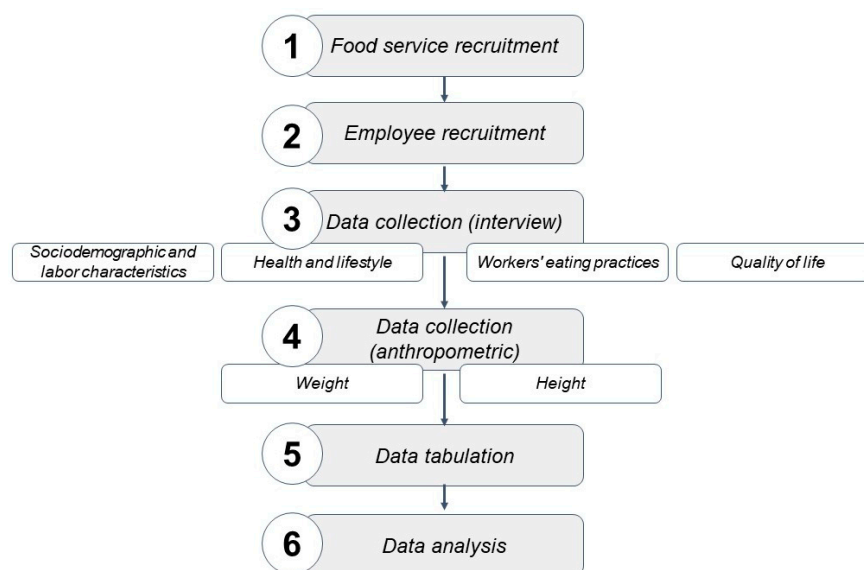 1
Food service recruitment
2
Employee recruitment
3
Data collection (interview)
Sociodemographic and
labor characteristics
Health and lifestyle
Workers' eating practices
Quality of life
4
Data collection
(anthropometric)
Weight
Height
5
Data tabulation
6
Data analysis